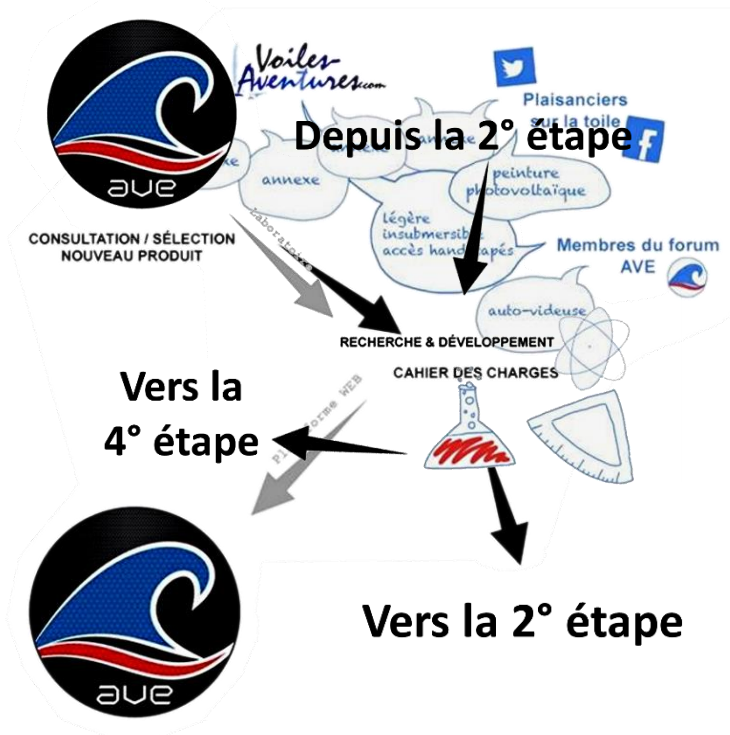 Voiles-
Aventures.com
Plaisanciers
sur la toile
Depuis la 2° étape
annexe
annexe
peinture
photovoltaïque
légère
insubmersible
accès handicapés
ave
CONSULTATION / SÉLECTION
NOUVEAU PRODUIT
Laboratoire
Membres du forum
AVE
auto-videuse
RECHERCHE & DÉVELOPPEMENT
CAHIER DES CHARGES
Vers la
4° étape
Plateforme WEB
Vers la 2° étape
ave